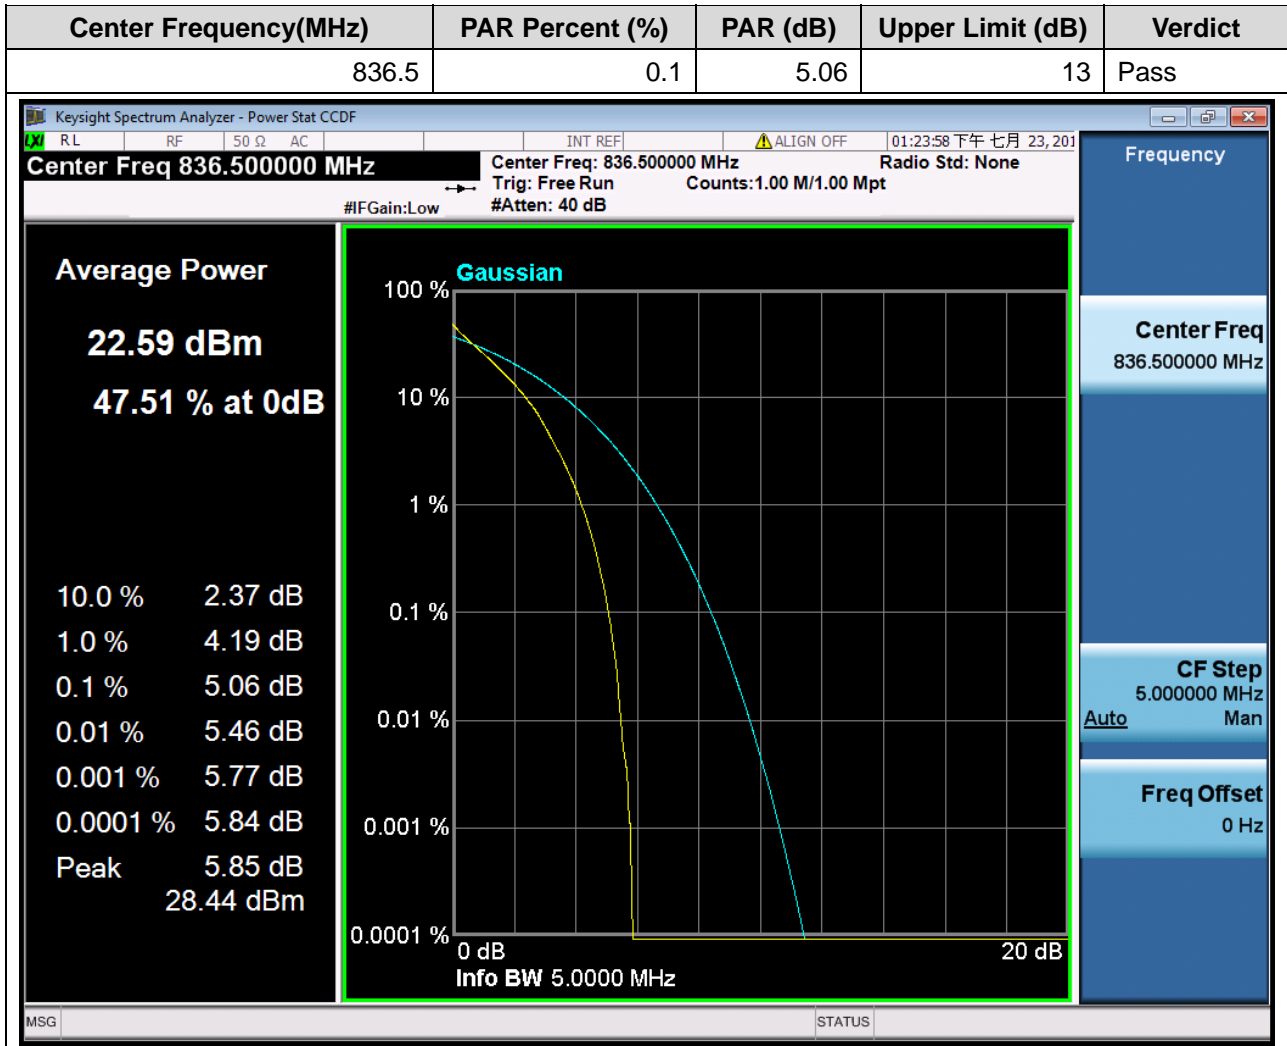 Center Frequency(MHz) PAR Percent (%) PAR (dB) Upper Limit (dB) Verdict
836.5 0.1 5.06 13 Pass
Keysight Spectrum Analyzer - Power Stat CCDF
LXI RL RF 50 Ω AC INT REF ALIGN OFF 01:23:58 下午 七月 23, 201
Center Freq 836.500000 MHz
Center Freq: 836.500000 MHz Radio Std: None
Trig: Free Run Counts:1.00 M/1.00 Mpt
#IFGain:Low #Atten: 40 dB
Average Power
22.59 dBm
47.51 % at 0dB
10.0 % 2.37 dB
1.0 % 4.19 dB
0.1 % 5.06 dB
0.01 % 5.46 dB
0.001 % 5.77 dB
0.0001 % 5.84 dB
Peak 5.85 dB
28.44 dBm
Gaussian
100 %
10 %
1 %
0.1 %
0.01 %
0.001 %
0.0001 %
0 dB 20 dB
Info BW 5.0000 MHz
Frequency
Center Freq
836.500000 MHz
CF Step
5.000000 MHz
Auto Man
Freq Offset
0 Hz
MSG STATUS